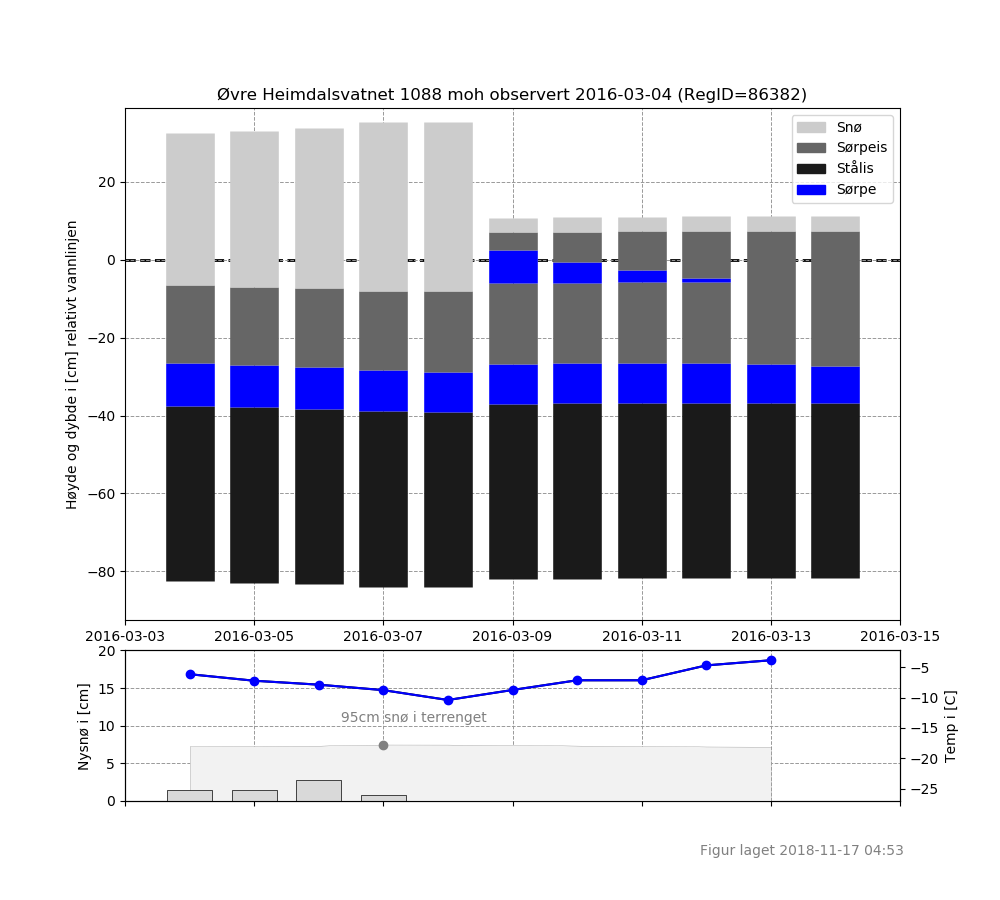 Øvre Heimdalsvatnet 1088 moh observert 2016-03-04 (RegID=86382)
Snø
Sørpeis
Stålis
Sørpe
Høyde og dybde i [cm] relativt vannlinjen
20
0
−20
−40
−60
−80
2016-03-03 2016-03-05 2016-03-07 2016-03-09 2016-03-11 2016-03-13 2016-03-15
Nysnø i [cm]
20
15
10
5
0
95cm snø i terrenget
−5
−10
−15
−20
−25
Temp i [C]
Figur laget 2018-11-17 04:53